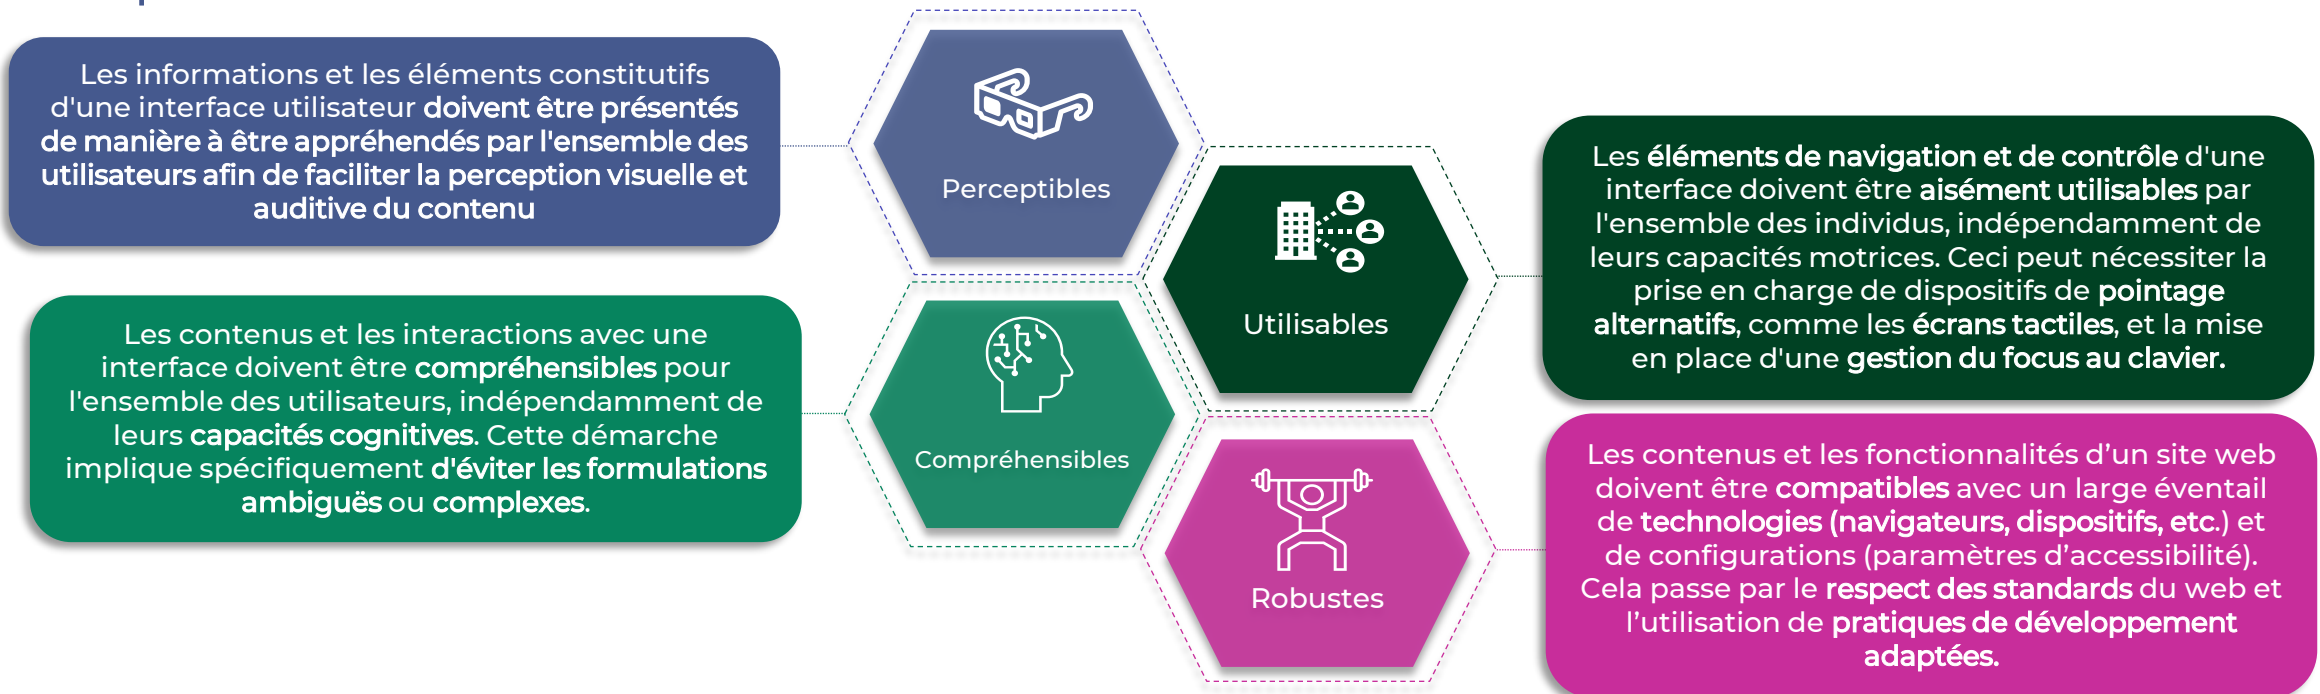 Les informations et les éléments constitutifs
d'une interface utilisateur doivent être présentés
de manière à être appréhendés par l'ensemble des
utilisateurs afin de faciliter la perception visuelle et
auditive du contenu
Perceptibles
Les éléments de navigation et de contrôle d'une
interface doivent être aisément utilisables par
l'ensemble des individus, indépendamment de
leurs capacités motrices. Ceci peut nécessiter la
prise en charge de dispositifs de pointage
alternatifs, comme les écrans tactiles, et la mise
en place d'une gestion du focus au clavier.
Utilisables
Les contenus et les interactions avec une
interface doivent être compréhensibles pour
l'ensemble des utilisateurs, indépendamment de
leurs capacités cognitives. Cette démarche
implique spécifiquement d'éviter les formulations
ambiguës ou complexes.
Compréhensibles
Les contenus et les fonctionnalités d’un site web
doivent être compatibles avec un large éventail
de technologies (navigateurs, dispositifs, etc.) et
de configurations (paramètres d’accessibilité).
Cela passe par le respect des standards du web et
l’utilisation de pratiques de développement
adaptées.
Robustes